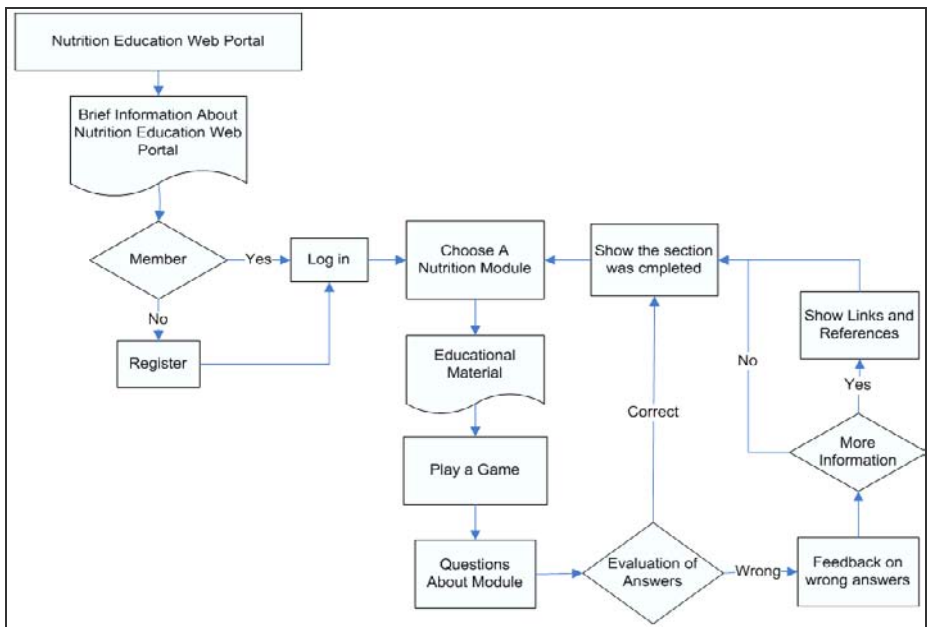 Nutrition Education Web Portal
Brief Information About
Nutrition Education Web
Portal
Member
Yes
No
Register
Log in
Choose A
Nutrition Module
Educational
Material
Play a Game
Questions
About Module
Evaluation of
Answers
Correct
Show the section
was cmpleted
Wrong
Feedback on
wrong answers
More
Information
Yes
No
Show Links and
References